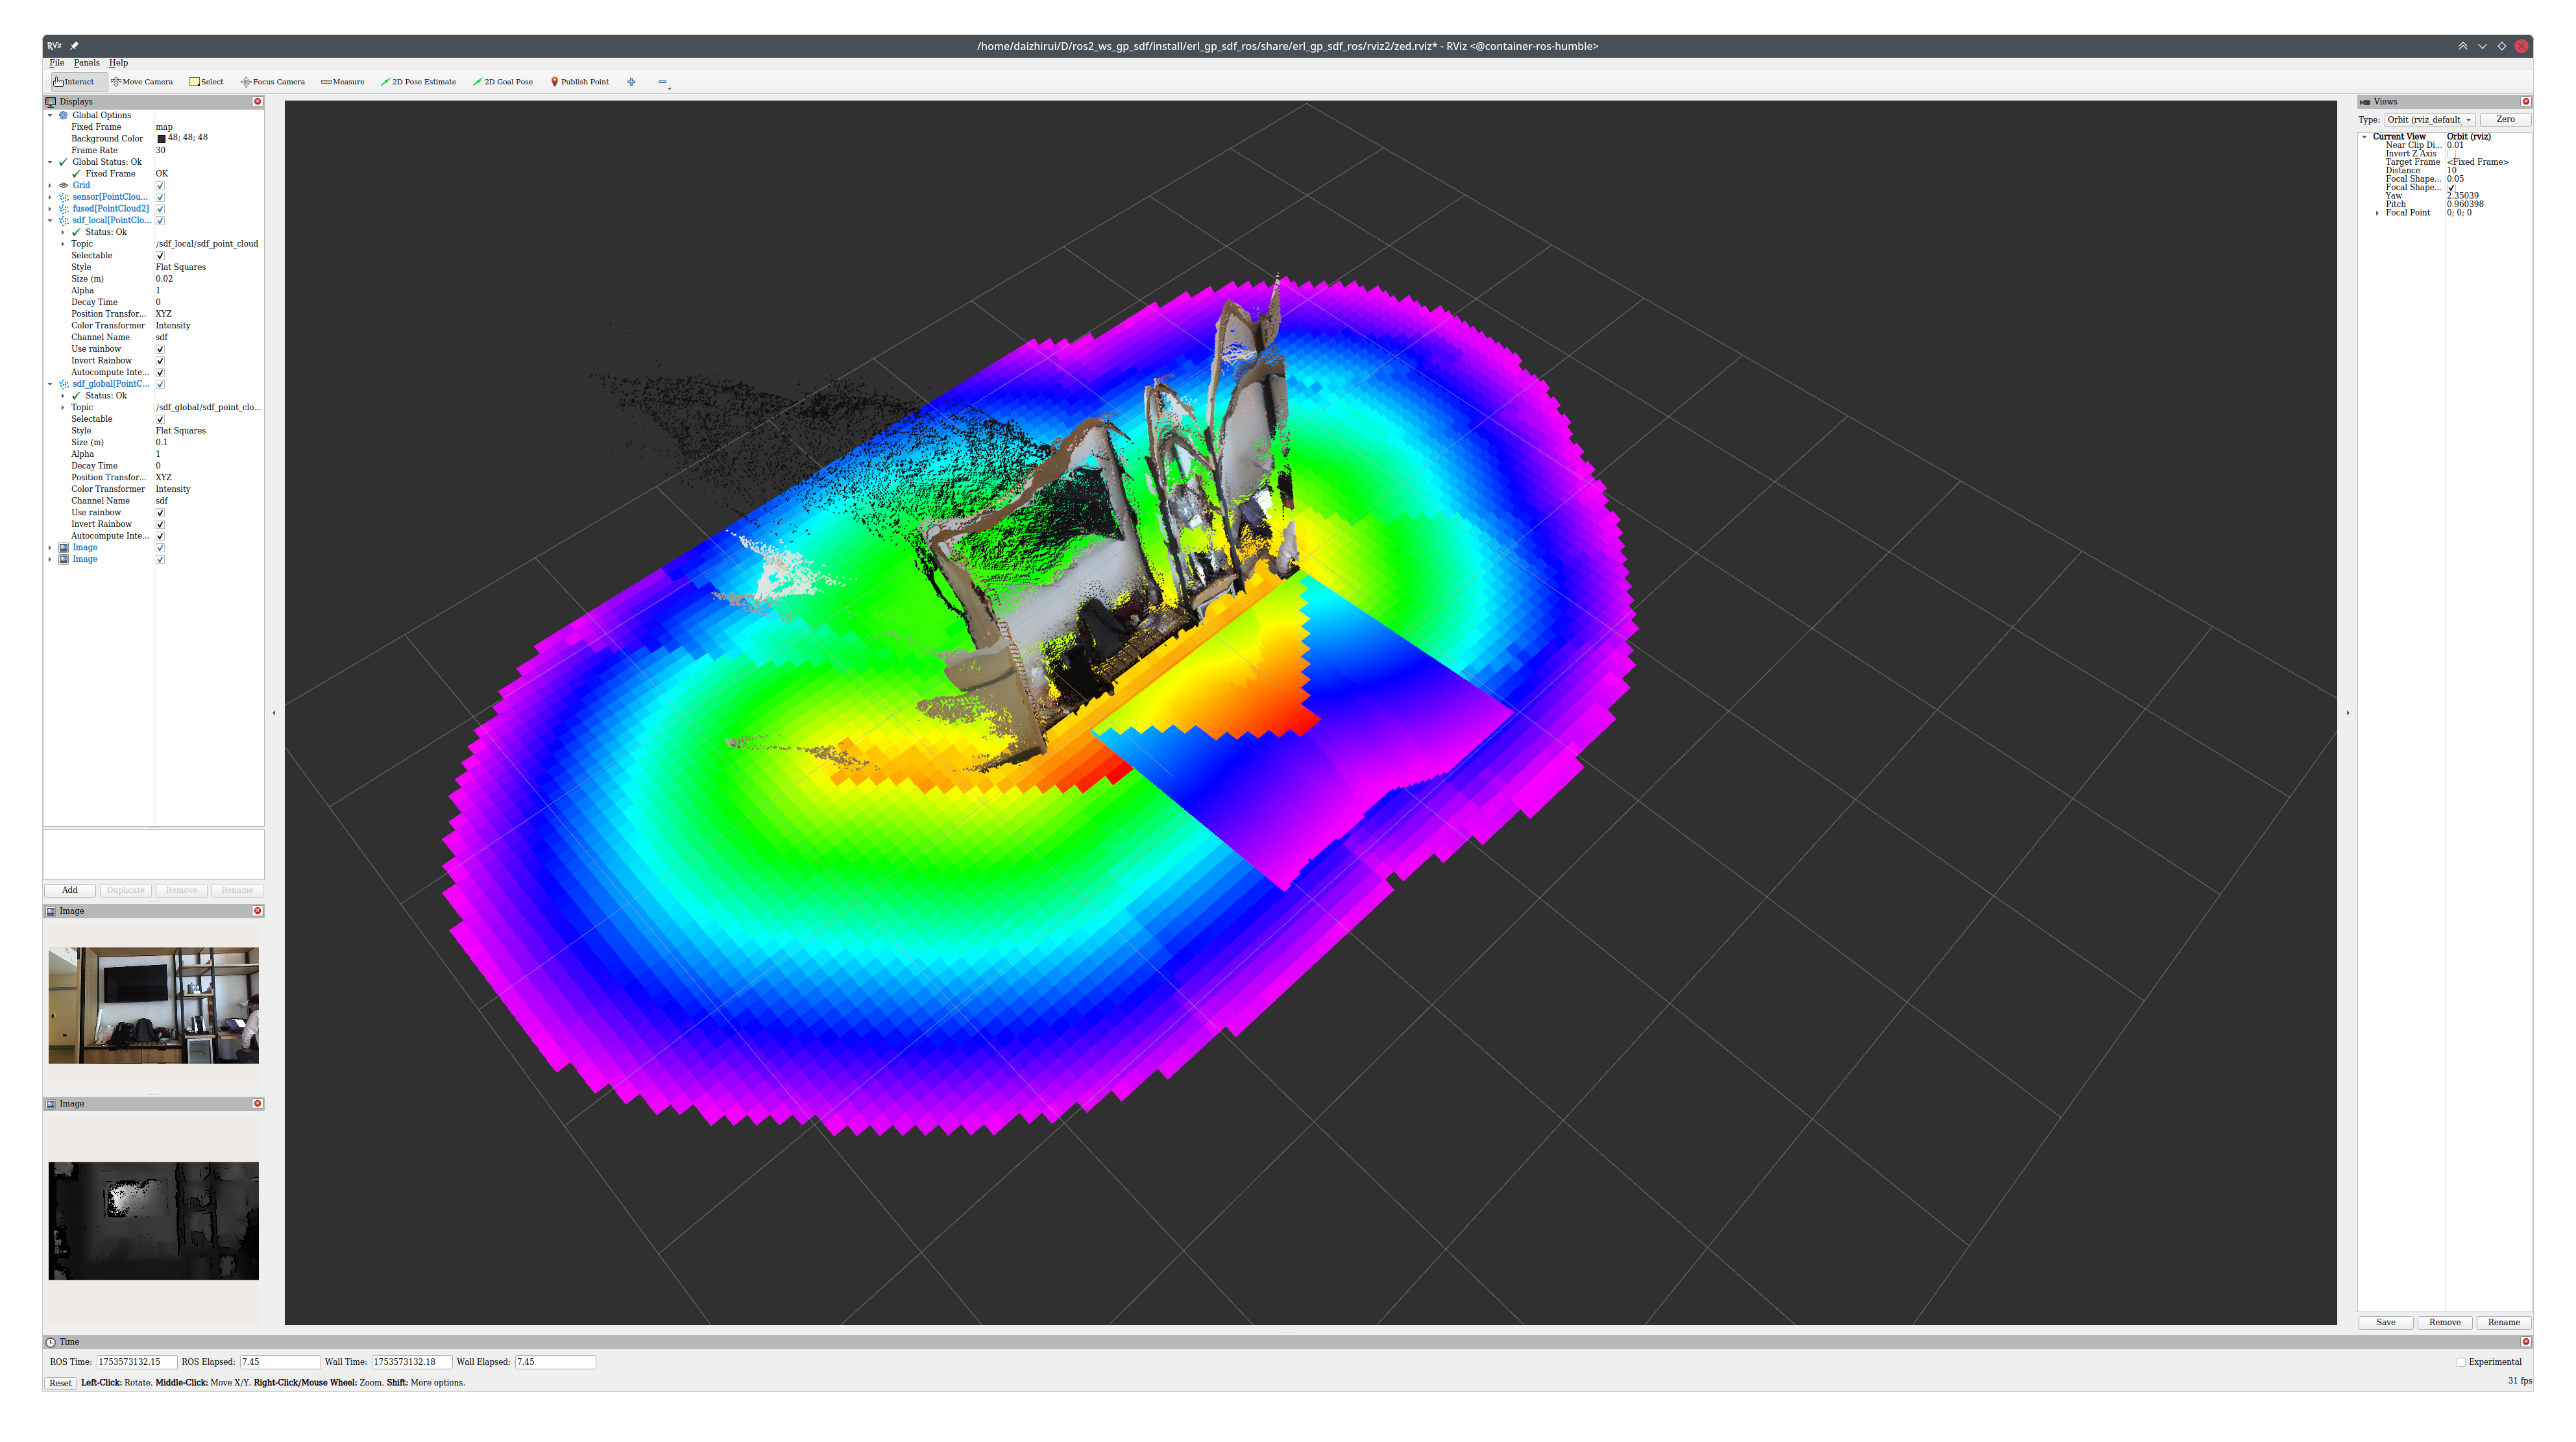 RViz /home/daizhirui/D/ros2_ws_gp_sdf/install/erl_gp_sdf_ros/share/erl_gp_sdf_ros/rviz2/zed.rviz* - RViz <@container-ros-humble>
File Panels Help
Interact Move Camera Select Focus Camera Measure 2D Pose Estimate 2D Goal Pose Publish Point
Displays
Global Options
Fixed Frame map
Background Color 48; 48; 48
Frame Rate 30
Global Status: Ok
Fixed Frame OK
Grid
sensor[PointClou...
fused[PointCloud2]
sdf_local[PointClo...
Status: Ok
Topic /sdf_local/sdf_point_cloud
Selectable
Style Flat Squares
Size (m) 0.02
Alpha 1
Decay Time 0
Position Transfor... XYZ
Color Transformer Intensity
Channel Name sdf
Use rainbow
Invert Rainbow
Autocompute Inte...
sdf_global[PointC...
Status: Ok
Topic /sdf_global/sdf_point_clo...
Selectable
Style Flat Squares
Size (m) 0.1
Alpha 1
Decay Time 0
Position Transfor... XYZ
Color Transformer Intensity
Channel Name sdf
Use rainbow
Invert Rainbow
Autocompute Inte...
Image
Image
Add Duplicate Remove Rename
Image
Image
Views
Type: Orbit (rviz_default_ Zero
Current View Orbit (rviz)
Near Clip Di... 0.01
Invert Z Axis
Target Frame <Fixed Frame>
Distance 10
Focal Shape... 0.05
Focal Shape...
Yaw 2.35039
Pitch 0.960398
Focal Point 0; 0; 0
Save Remove Rename
Time
ROS Time: 1753573132.15 ROS Elapsed: 7.45 Wall Time: 1753573132.18 Wall Elapsed: 7.45 Experimental
Reset Left-Click: Rotate. Middle-Click: Move X/Y. Right-Click/Mouse Wheel: Zoom. Shift: More options. 31 fps